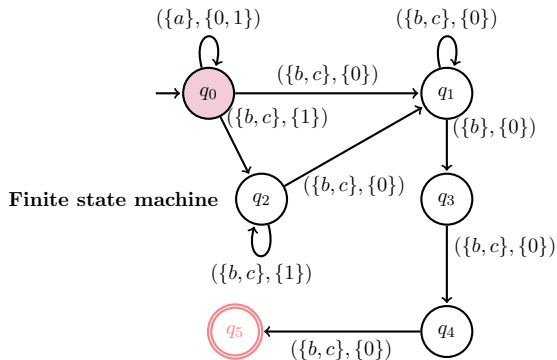 ({a}, {0, 1})
({b, c}, {0})
({b, c}, {0})
q0
q1
({b, c}, {1})
({b}, {0})
({b, c}, {0})
Finite state machine
q2
q3
({b, c}, {1})
({b, c}, {0})
q5
q4
({b, c}, {0})